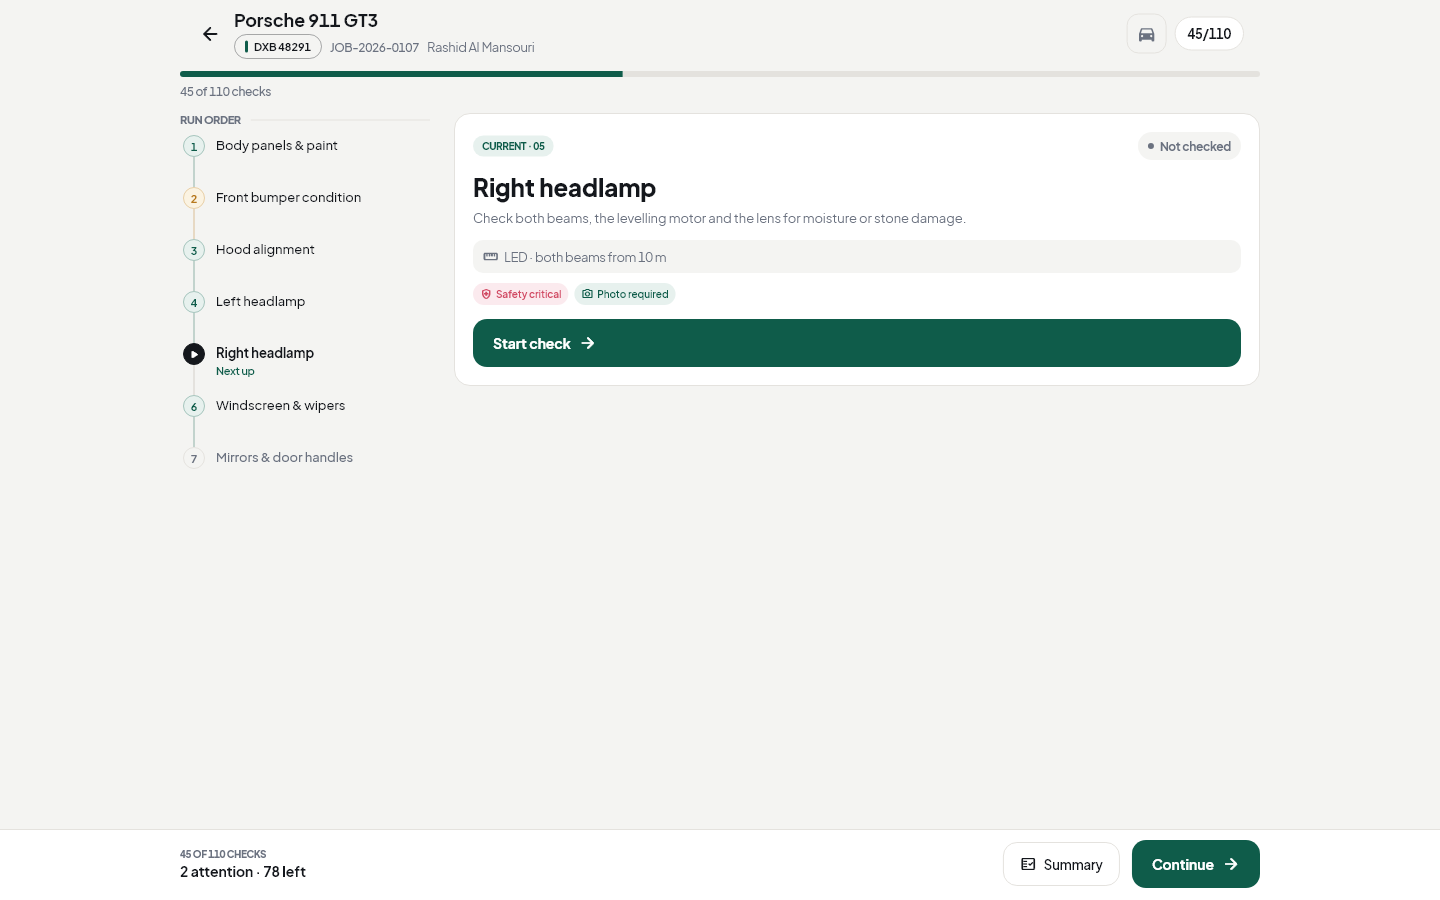 Porsche 911 GT3
DXB 48291 JOB-2026-0107 Rashid Al Mansouri
45/110
45 of 110 checks
RUN ORDER
1 Body panels & paint
2 Front bumper condition
3 Hood alignment
4 Left headlamp
Right headlamp
Next up
6 Windscreen & wipers
7 Mirrors & door handles
CURRENT · 05
Not checked
Right headlamp
Check both beams, the levelling motor and the lens for moisture or stone damage.
LED · both beams from 10 m
Safety critical
Photo required
Start check
45 OF 110 CHECKS
2 attention · 78 left
Summary
Continue